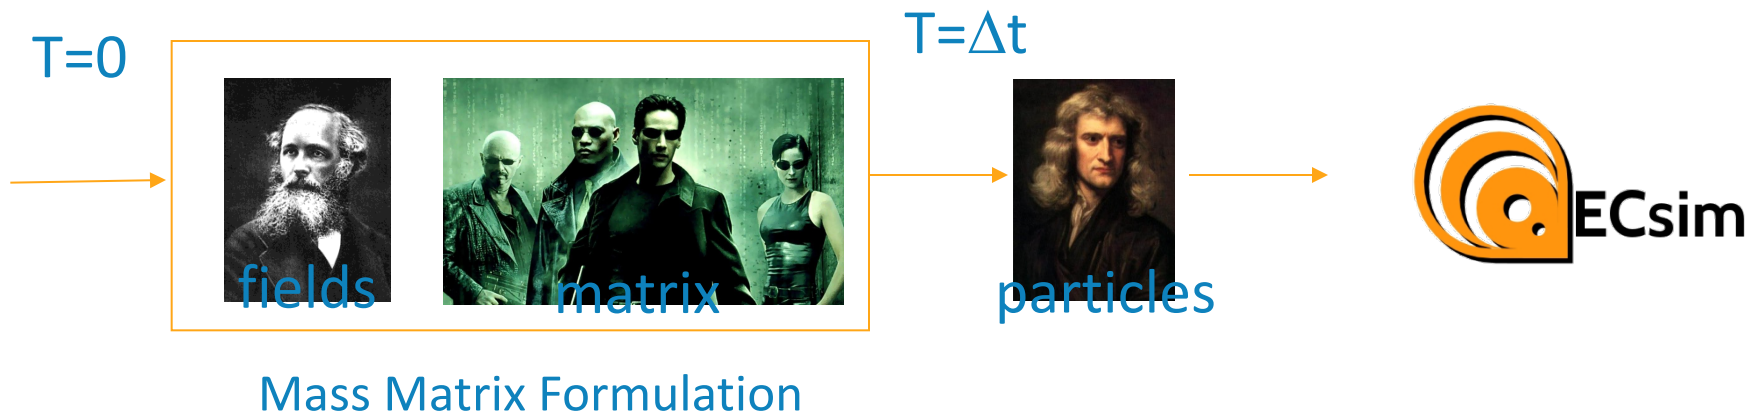 T=0
T=Δt
fields
matrix
particles
ECsim
Mass Matrix Formulation